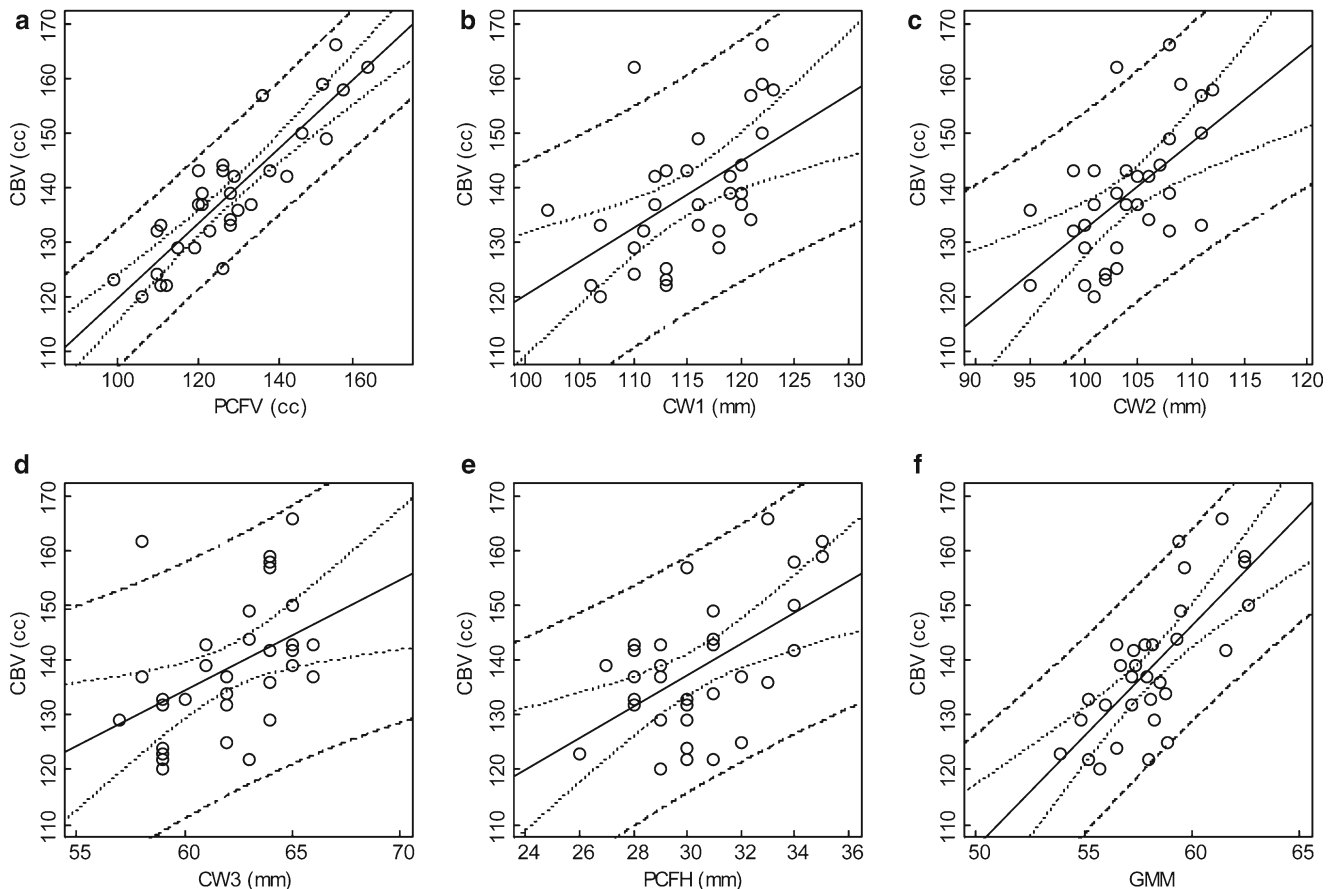 a
CBV (cc)
110 120 130 140 150 160 170
100 120 140 160
PCFV (cc)
b
CBV (cc)
110 120 130 140 150 160 170
100 105 110 115 120 125 130
CW1 (mm)
c
CBV (cc)
110 120 130 140 150 160 170
90 95 100 105 110 115 120
CW2 (mm)
d
CBV (cc)
110 120 130 140 150 160 170
55 60 65 70
CW3 (mm)
e
CBV (cc)
110 120 130 140 150 160 170
24 26 28 30 32 34 36
PCFH (mm)
f
CBV (cc)
110 120 130 140 150 160 170
50 55 60 65
GMM